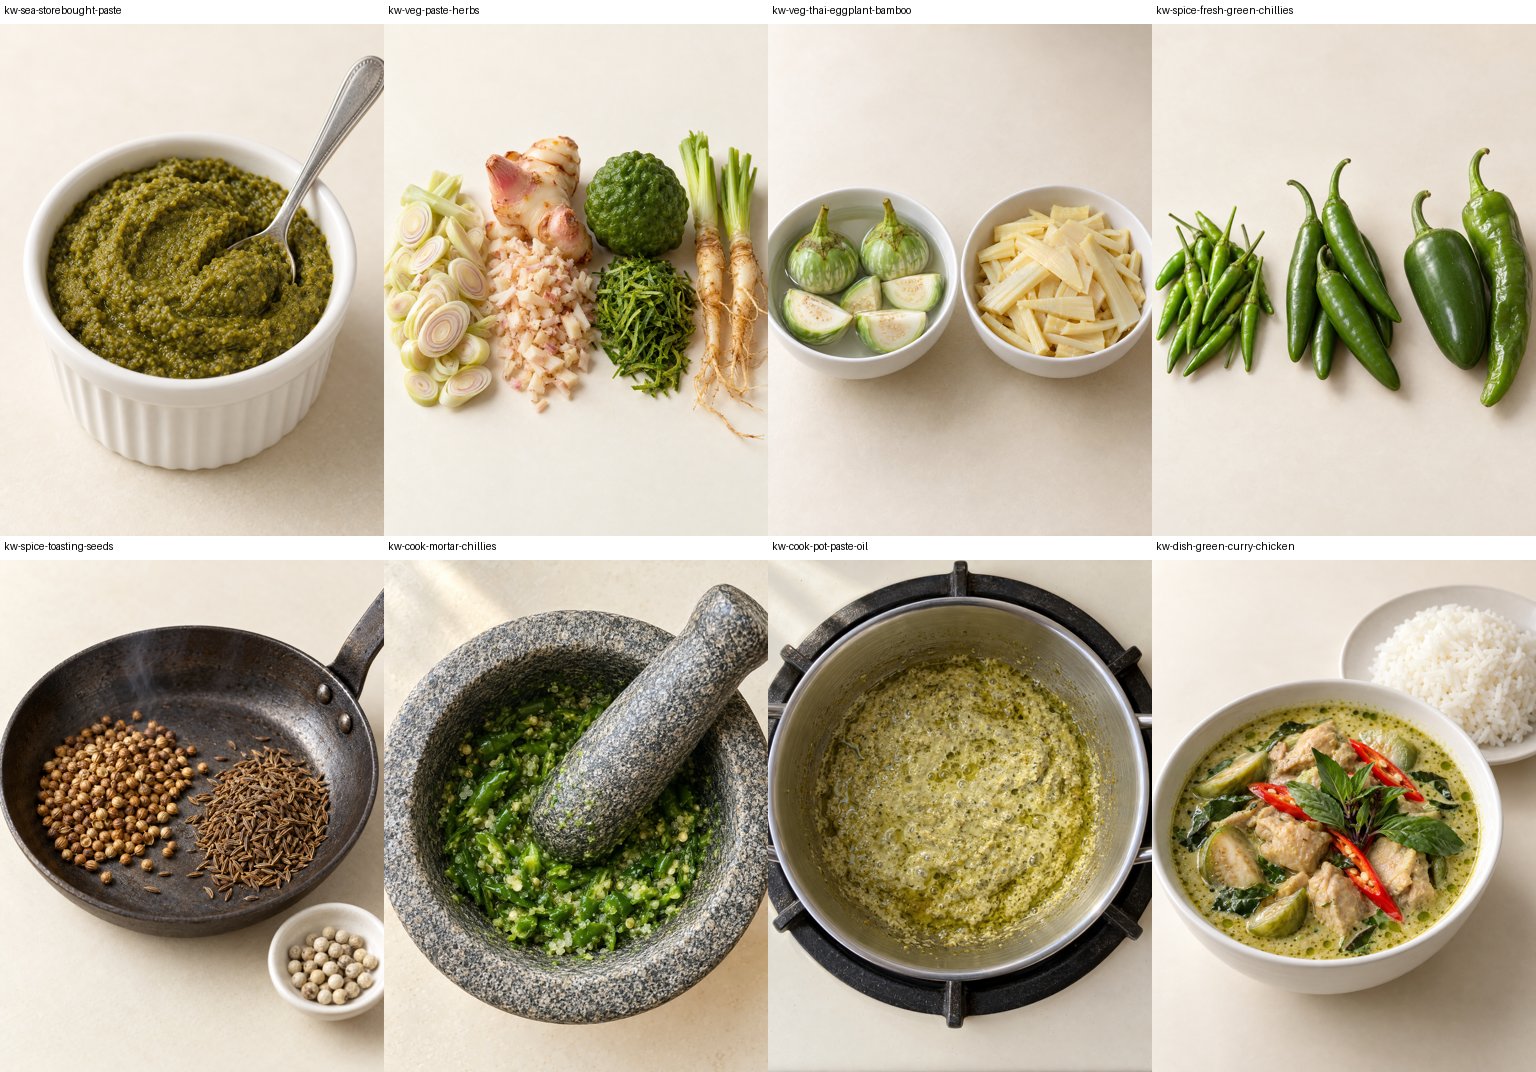 kw-sea-storebought-paste
kw-veg-paste-herbs
kw-veg-thai-eggplant-bamboo
kw-spice-fresh-green-chillies
kw-spice-toasting-seeds
kw-cook-mortar-chillies
kw-cook-pot-paste-oil
kw-dish-green-curry-chicken